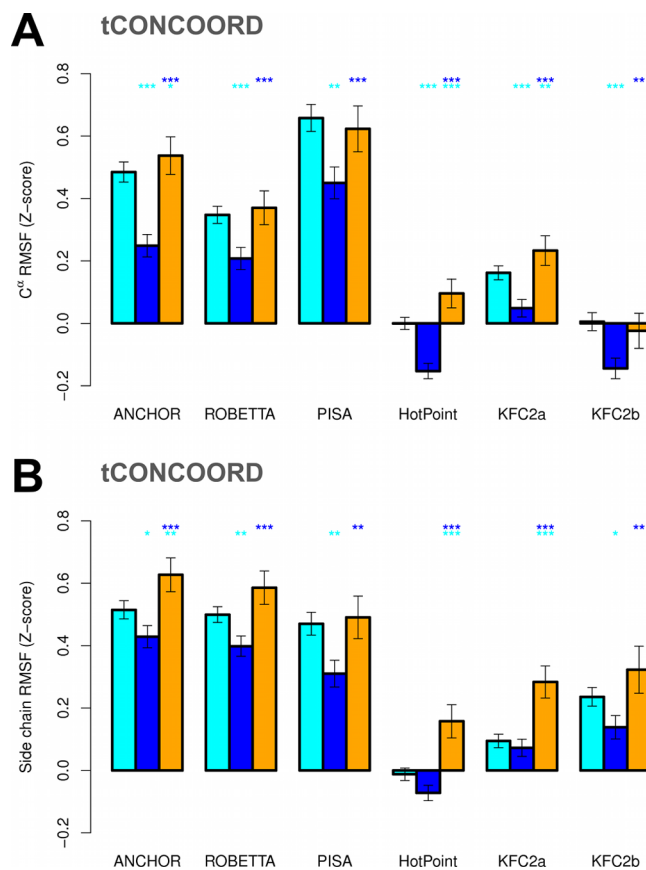 A tCONCOORD
*** *** *** ** *** *** *** **
*** * *** ** *** *** *** ** ***
Cα RMSF (Z-score)
0.8
0.6
0.4
0.2
0.0
−0.2
ANCHOR ROBETTA PISA HotPoint KFC2a KFC2b
B tCONCOORD
*** *** ** *** *** **
* ** ** ** *** *** *
Side chain RMSF (Z-score)
0.8
0.6
0.4
0.2
0.0
−0.2
ANCHOR ROBETTA PISA HotPoint KFC2a KFC2b